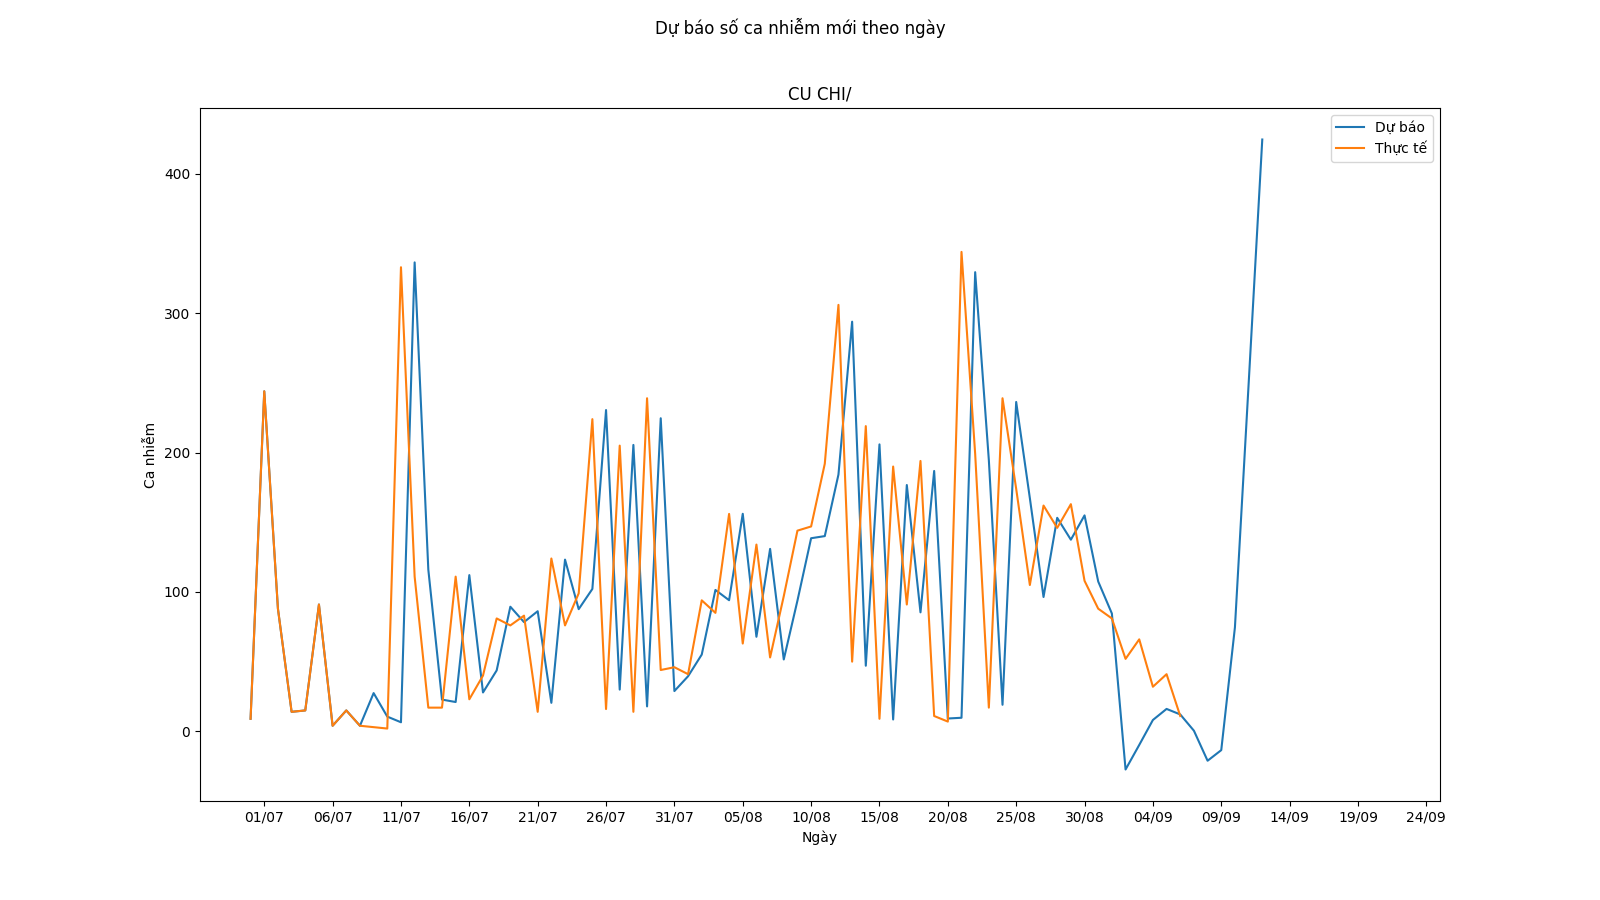 Dự báo số ca nhiễm mới theo ngày
CU CHI/
Dự báo
Thực tế
400
300
200
100
0
Ca nhiễm
01/07 06/07 11/07 16/07 21/07 26/07 31/07 05/08 10/08 15/08 20/08 25/08 30/08 04/09 09/09 14/09 19/09 24/09
Ngày